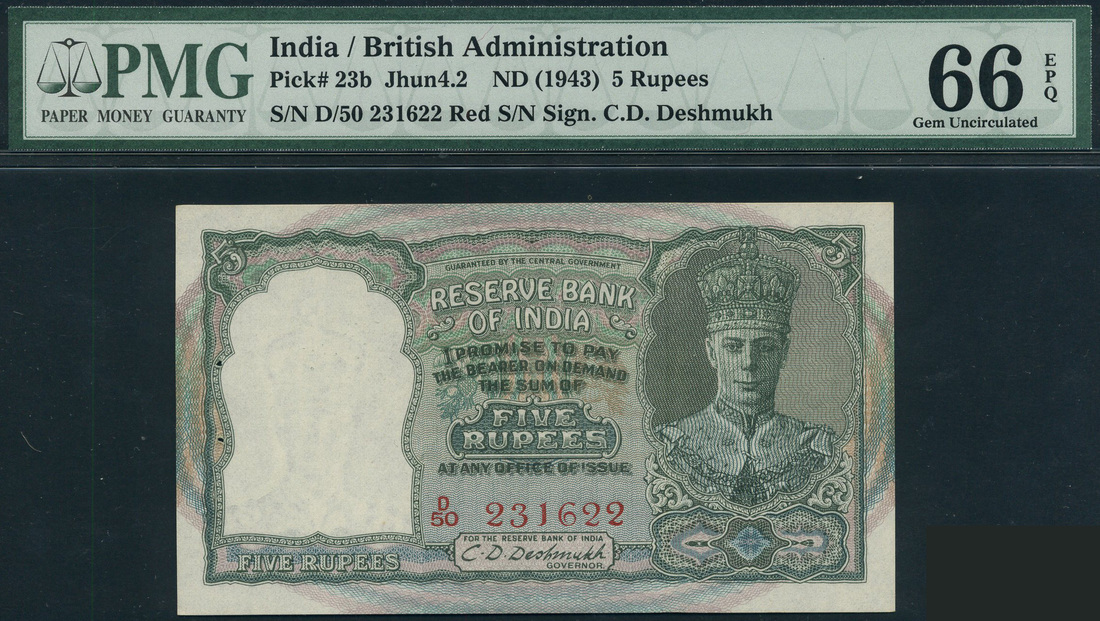 PMG
PAPER MONEY GUARANTY
India / British Administration
Pick# 23b Jhun4.2 ND (1943) 5 Rupees
S/N D/50 231622 Red S/N Sign. C.D. Deshmukh
66
EPQ
Gem Uncirculated
5
5
GUARANTEED BY THE CENTRAL GOVERNMENT
RESERVE BANK
OF INDIA
I PROMISE TO PAY
THE BEARER ON DEMAND
THE SUM OF
FIVE
RUPEES
AT ANY OFFICE OF ISSUE
D
50 231622
FOR THE RESERVE BANK OF INDIA
C. D. Deshmukh
GOVERNOR.
FIVE RUPEES